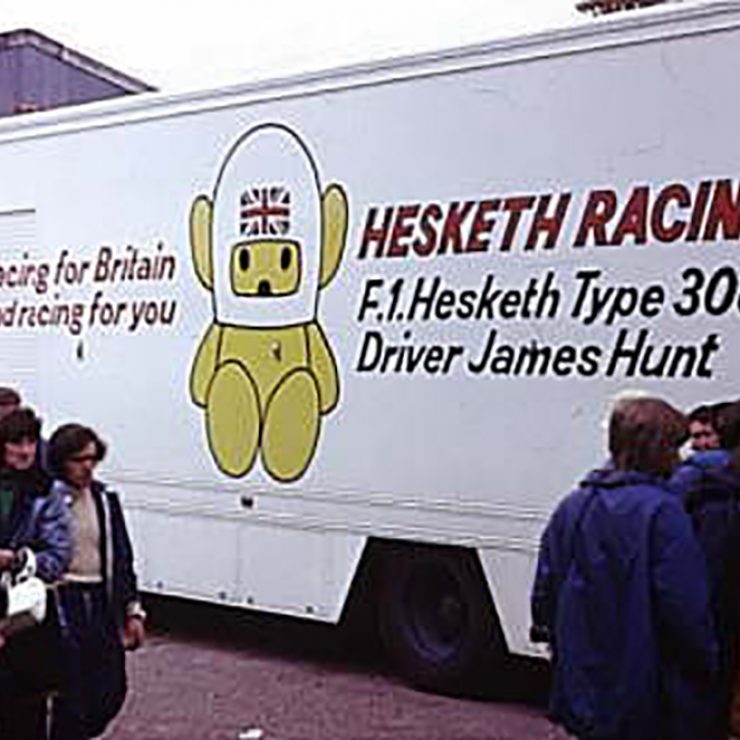 acing for Britain
d racing for you
HESKETH RACIN
F.1.Hesketh Type 30
Driver James Hunt